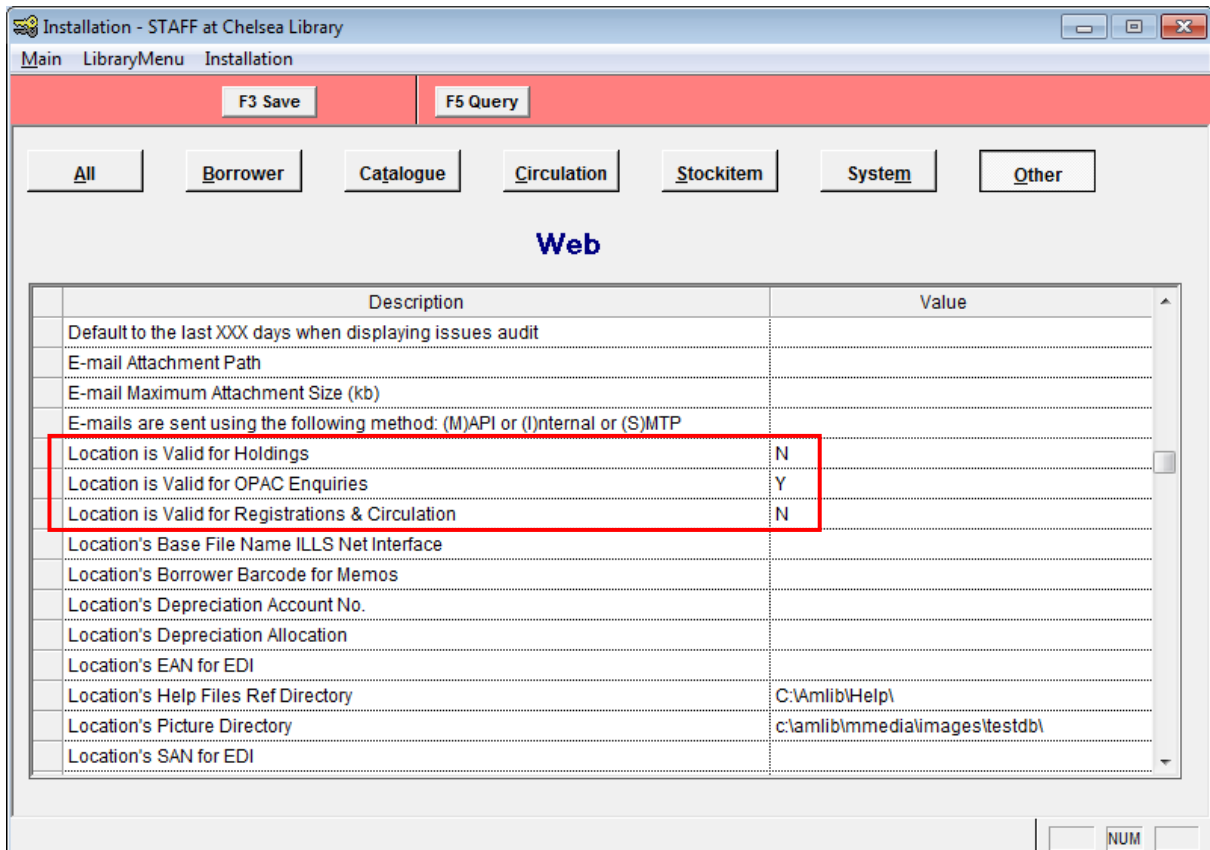 Installation - STAFF at Chelsea Library
Main LibraryMenu Installation
F3 Save F5 Query
All Borrower Catalogue Circulation Stockitem System Other
Web
Description Value
Default to the last XXX days when displaying issues audit
E-mail Attachment Path
E-mail Maximum Attachment Size (kb)
E-mails are sent using the following method: (M)API or (I)nternal or (S)MTP
Location is Valid for Holdings N
Location is Valid for OPAC Enquiries Y
Location is Valid for Registrations & Circulation N
Location's Base File Name ILLS Net Interface
Location's Borrower Barcode for Memos
Location's Depreciation Account No.
Location's Depreciation Allocation
Location's EAN for EDI
Location's Help Files Ref Directory C:\Amlib\Help\
Location's Picture Directory c:\amlib\mmedia\images\testdb\
Location's SAN for EDI
NUM